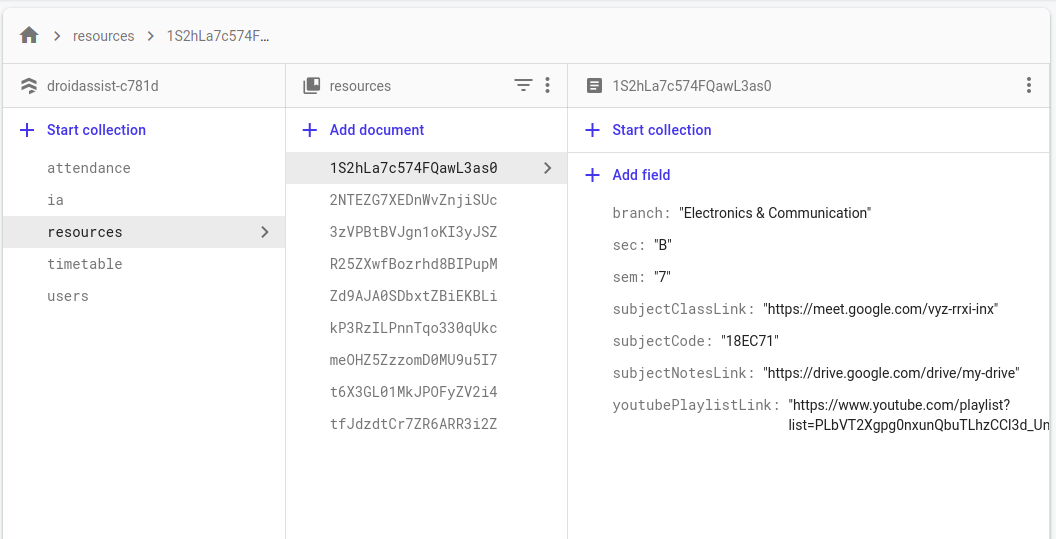 resources
1S2hLa7c574F...
droidassist-c781d
Start collection
attendance
ia
resources
timetable
users
resources
Add document
1S2hLa7c574FQawL3as0
2NTEZG7XEDnWvZnjiSUc
3zVPBtBVJgn1oKI3yJSZ
R25ZXwfBozrhd8BIPupM
Zd9AJA0SDbxtZBiEKBLi
kP3RzILPnnTqo330qUkc
meOHZ5ZzzomD0MU9u5I7
t6X3GL01MkJPOFyZV2i4
tfJdzdtCr7ZR6ARR3i2Z
1S2hLa7c574FQawL3as0
Start collection
Add field
branch: "Electronics & Communication"
sec: "B"
sem: "7"
subjectClassLink: "https://meet.google.com/vyz-rrxi-inx"
subjectCode: "18EC71"
subjectNotesLink: "https://drive.google.com/drive/my-drive"
youtubePlaylistLink: "https://www.youtube.com/playlist?
list=PLbVT2Xgpg0nxunQbuTLhzCCl3d_Un